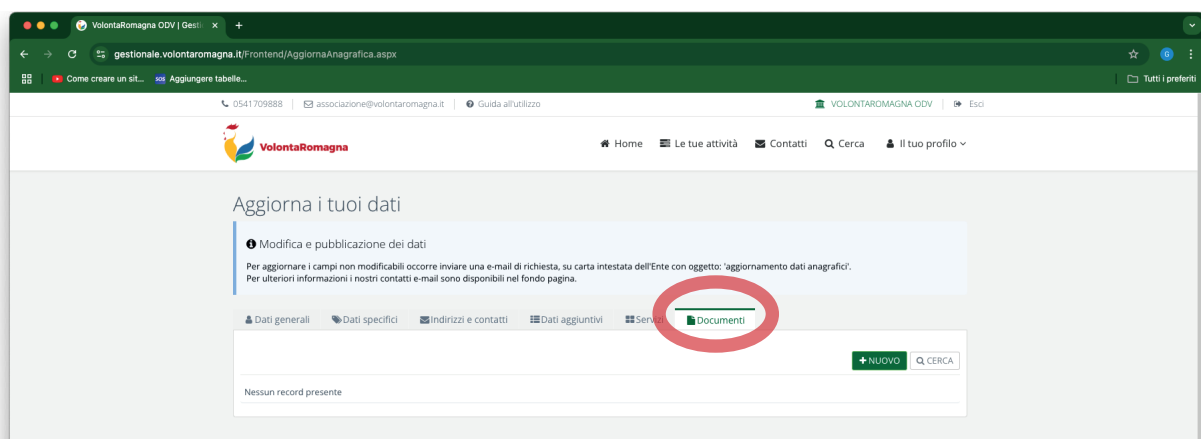 VolontaRomagna ODV | Gesti
gestionale.volontaromagna.it/Frontend/AggiornaAnagrafica.aspx
G
Come creare un sit...
SOS Aggiungere tabelle...
Tutti i preferiti
0541709888
associazione@volontaromagna.it
Guida all'utilizzo
VOLONTAROMAGNA ODV
Esci
VolontaRomagna
Home
Le tue attività
Contatti
Cerca
Il tuo profilo
Aggiorna i tuoi dati
Modifica e pubblicazione dei dati
Per aggiornare i campi non modificabili occorre inviare una e-mail di richiesta, su carta intestata dell'Ente con oggetto: 'aggiornamento dati anagrafici'.
Per ulteriori informazioni i nostri contatti e-mail sono disponibili nel fondo pagina.
Dati generali
Dati specifici
Indirizzi e contatti
Dati aggiuntivi
Servizi
Documenti
NUOVO
CERCA
Nessun record presente